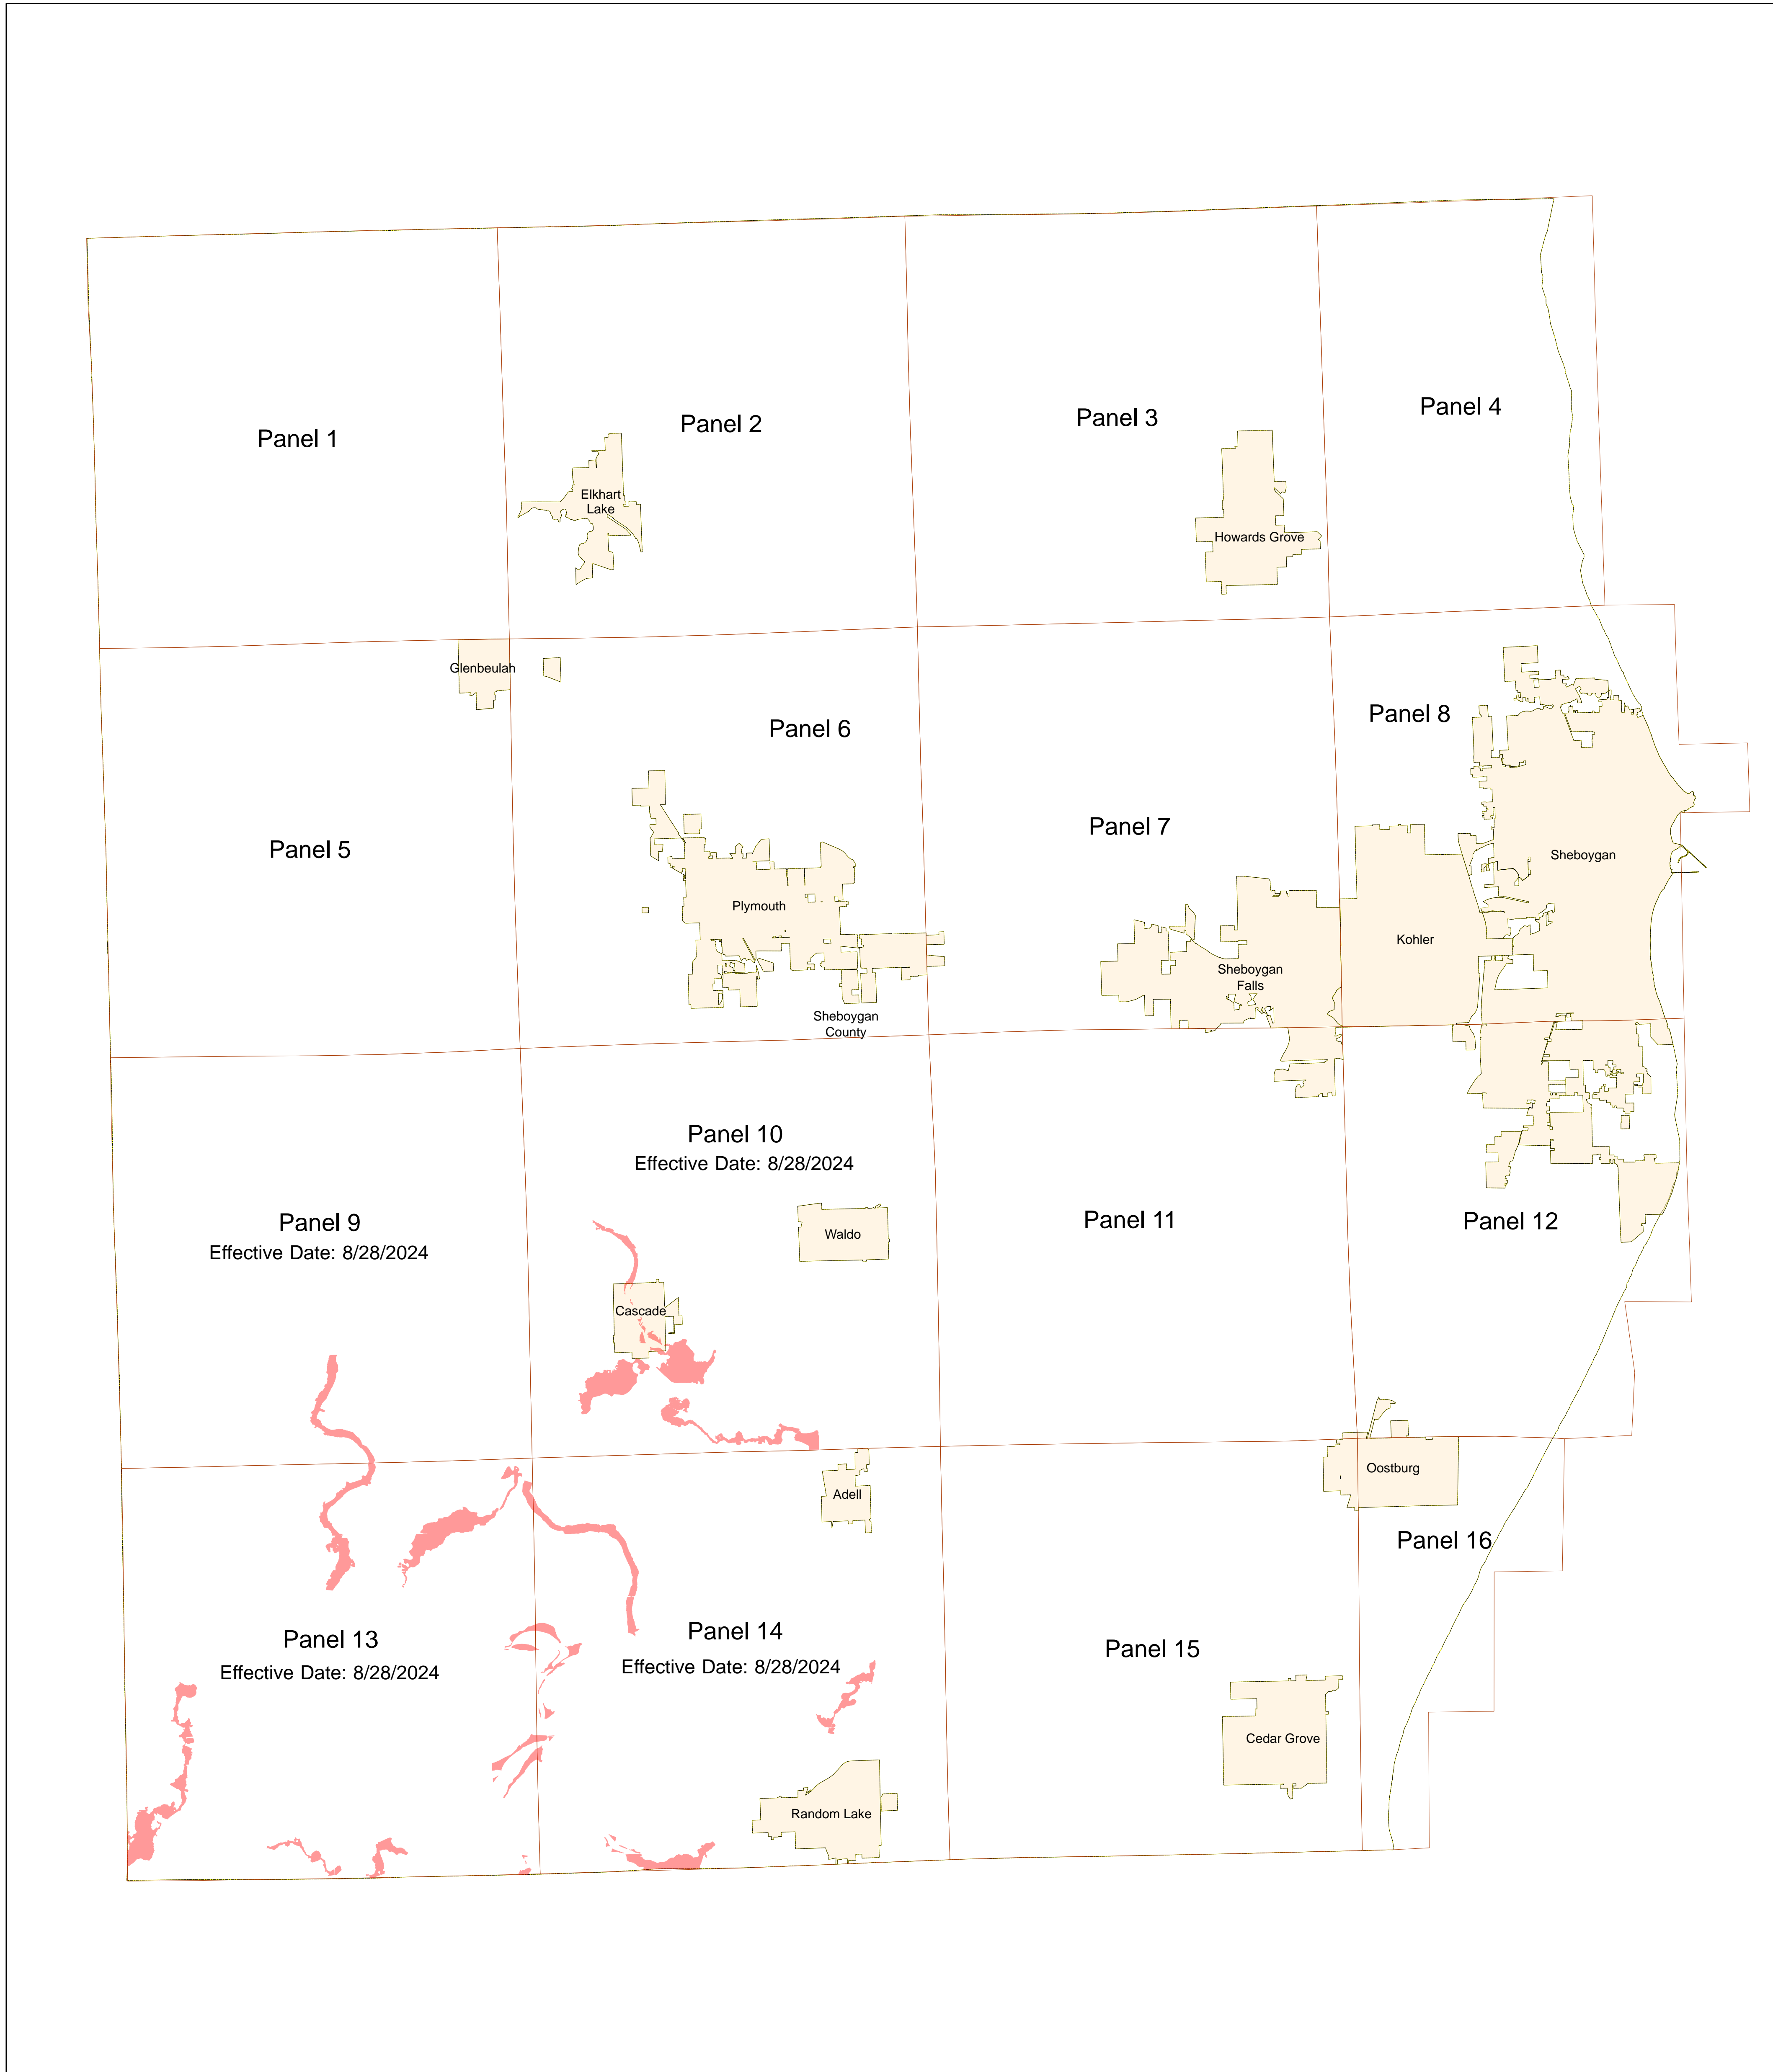 Panel 1
Panel 2
Panel 3
Panel 4
Elkhart
Lake
Howards Grove
Glenbeulah
Panel 5
Panel 6
Panel 7
Panel 8
Plymouth
Sheboygan
Kohler
Sheboygan
Falls
Sheboygan
County
Panel 9
Effective Date: 8/28/2024
Panel 10
Effective Date: 8/28/2024
Waldo
Cascade
Panel 11
Panel 12
Adell
Oostburg
Panel 13
Effective Date: 8/28/2024
Panel 14
Effective Date: 8/28/2024
Panel 15
Panel 16
Cedar Grove
Random Lake